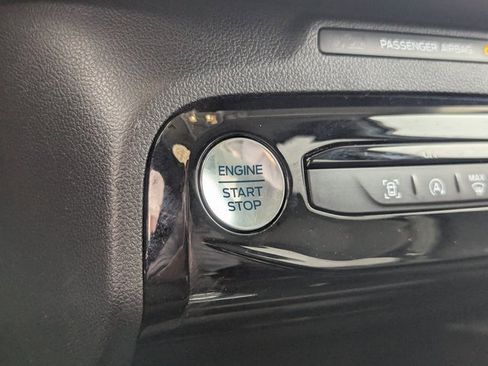 PASSENGER AIRBAG
ENGINE
START
STOP
A
MAX